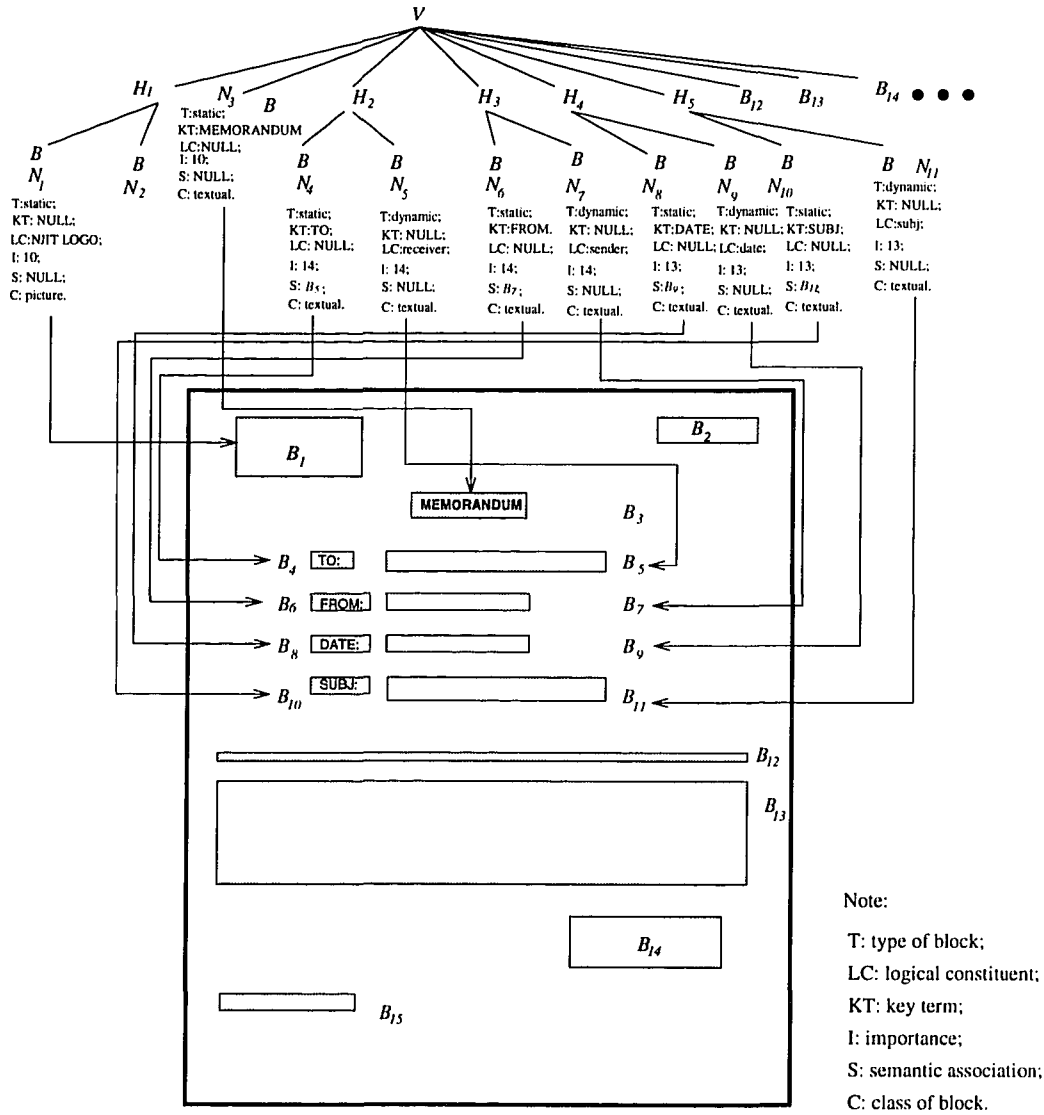 V
H1 N3 B H2 H3 H4 H5 B12 B13 B14 ● ● ●
B N1
T:static;
KT: NULL;
LC:NJIT LOGO;
I: 10;
S: NULL;
C: picture.
B N2
T:static;
KT:MEMORANDUM
LC:NULL;
I: 10;
S: NULL;
C: textual.
B N4
T:static;
KT:TO;
LC: NULL;
I: 14;
S: B5;
C: textual.
B N5
T:dynamic;
KT: NULL;
LC:receiver;
I: 14;
S: NULL;
C: textual.
B N6
T:static;
KT:FROM.
LC: NULL;
I: 14;
S: B7;
C: textual.
B N7
T:dynamic;
KT: NULL;
LC:sender;
I: 14;
S: NULL;
C: textual.
B N8
T:static;
KT:DATE;
LC: NULL;
I: 13;
S: B9;
C: textual.
B N9
T:dynamic;
KT: NULL;
LC:date;
I: 13;
S: NULL;
C: textual.
B N10
T:static;
KT:SUBJ;
LC: NULL;
I: 13;
S: B11;
C: textual.
B N11
T:dynamic;
KT: NULL;
LC:subj;
I: 13;
S: NULL;
C: textual.
B1 B2
MEMORANDUM B3
B4 TO: B5
B6 FROM: B7
B8 DATE: B9
B10 SUBJ: B11
B12
B13
B14
B15
Note:
T: type of block;
LC: logical constituent;
KT: key term;
I: importance;
S: semantic association;
C: class of block.